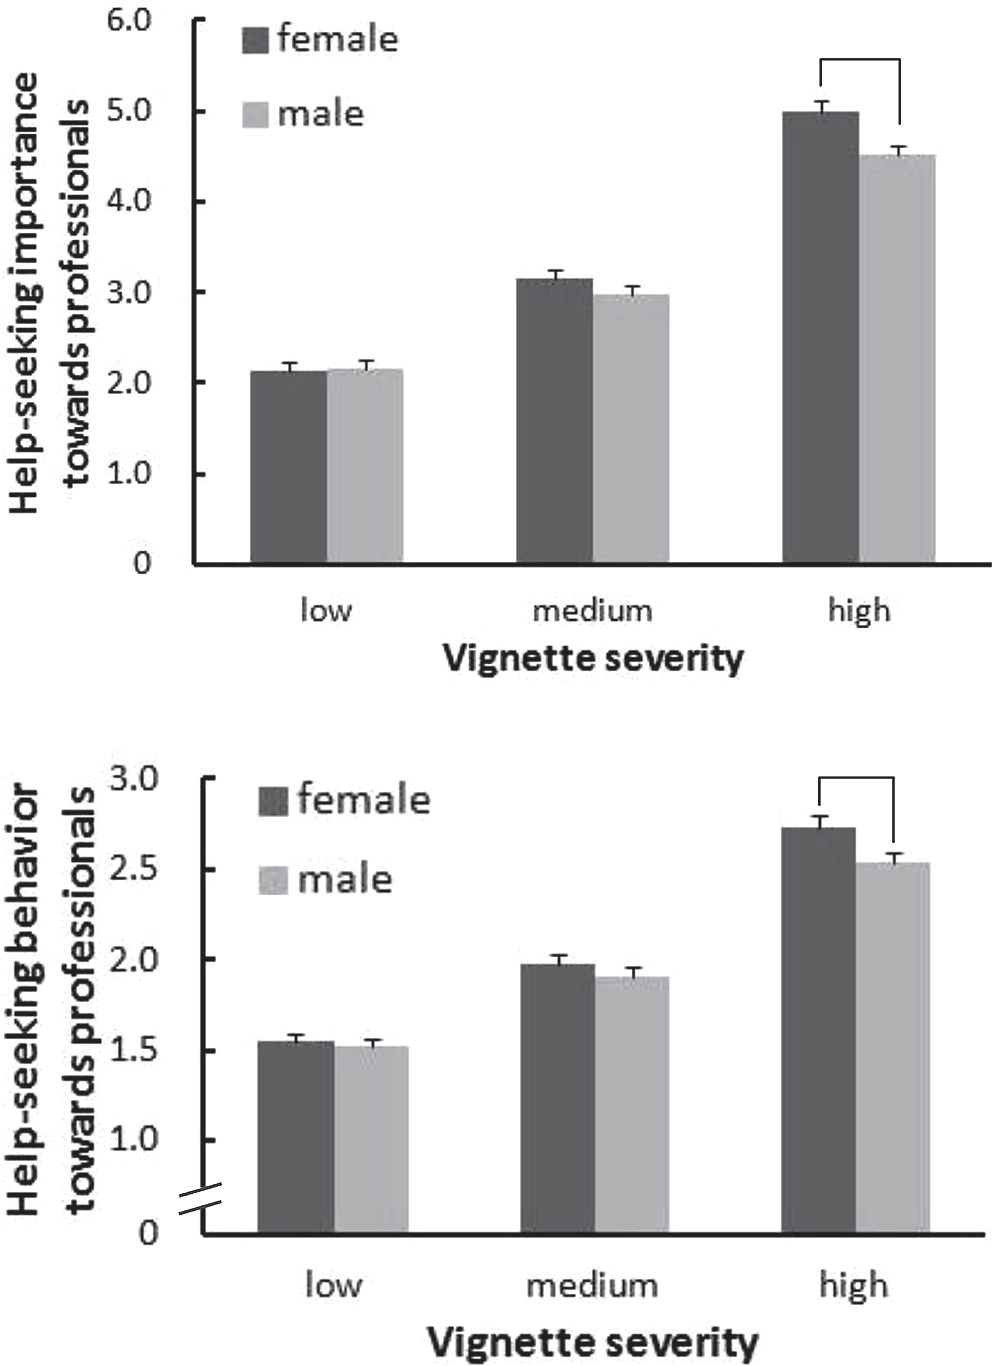 6.0
5.0
4.0
3.0
2.0
1.0
0
Help-seeking importance
towards professionals
female
male
low medium high
Vignette severity
3.0
2.5
2.0
1.5
1.0
0
Help-seeking behavior
towards professionals
female
male
low medium high
Vignette severity